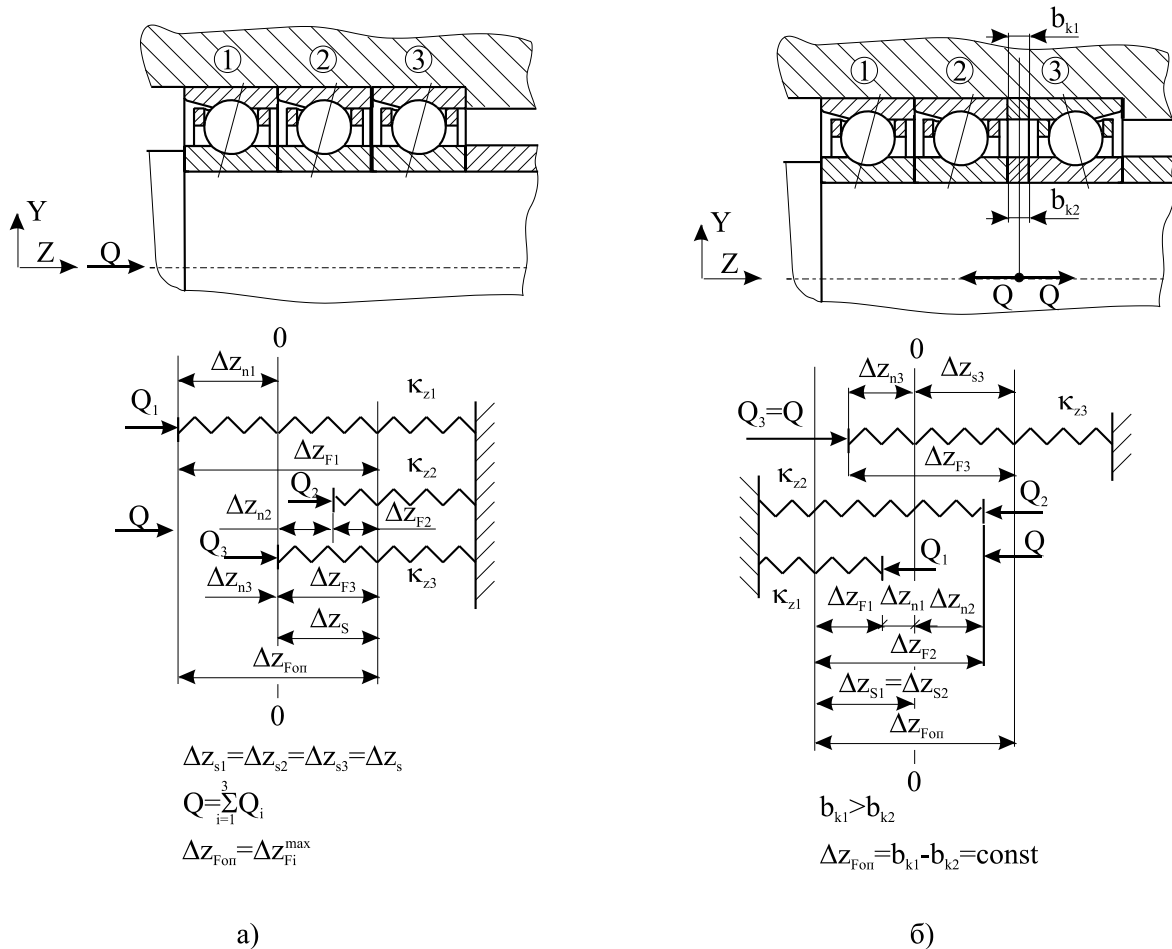 1 2 3
Y
Z
Q
0
Δz_n1
κ_z1
Q_1
Δz_F1
κ_z2
Q_2
Δz_n2
Δz_F2
Q
Q_3
κ_z3
Δz_n3
Δz_F3
Δz_S
Δz_Fоп
0
Δz_s1=Δz_s2=Δz_s3=Δz_s
Q=Σ_{i=1}^{3}Q_i
Δz_Fоп=Δz_Fi^max
а)
b_k1
1 2 3
b_k2
Y
Z
Q Q
0
Δz_n3
Δz_s3
κ_z3
Q_3=Q
Δz_F3
κ_z2
Q_2
Q
Q_1
κ_z1
Δz_F1
Δz_n1
Δz_n2
Δz_F2
Δz_S1=Δz_S2
Δz_Fоп
0
b_k1>b_k2
Δz_Fоп=b_k1-b_k2=const
б)